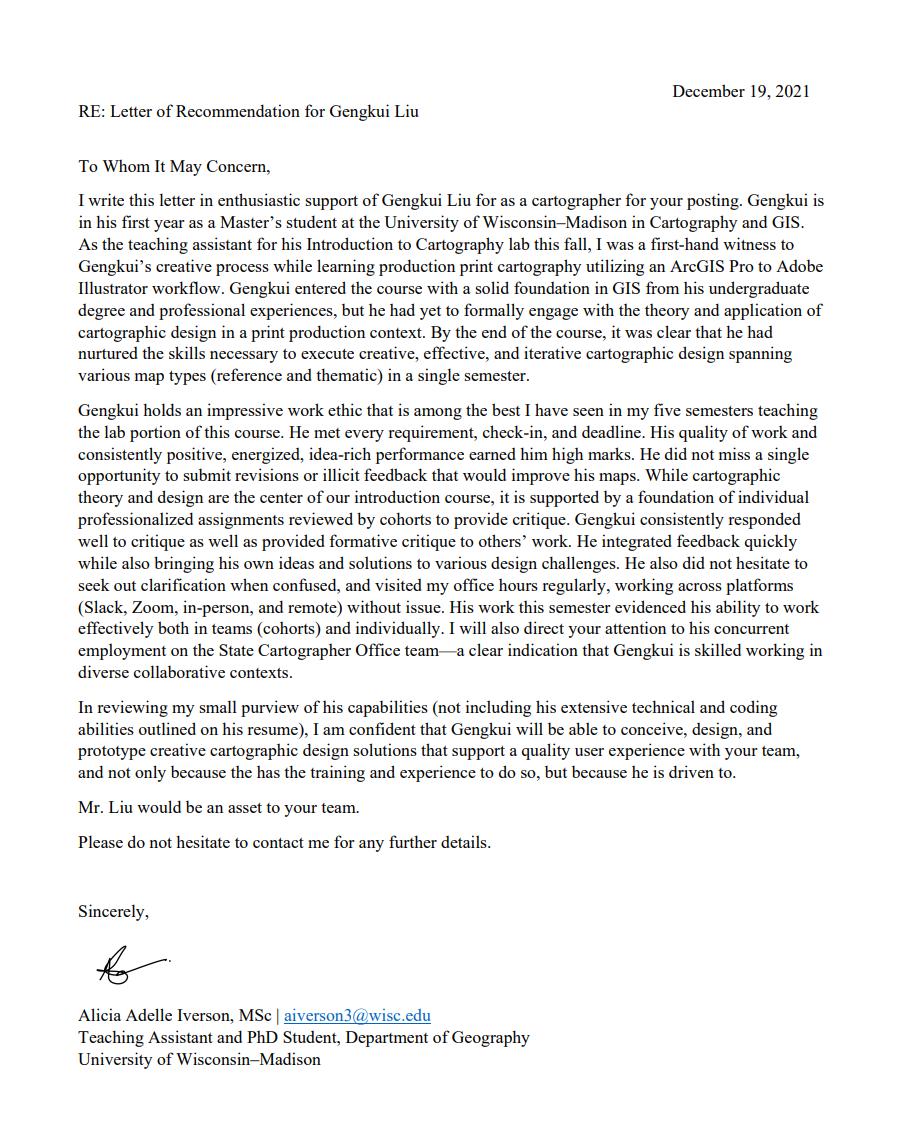 December 19, 2021
RE: Letter of Recommendation for Gengkui Liu
To Whom It May Concern,
I write this letter in enthusiastic support of Gengkui Liu for as a cartographer for your posting. Gengkui is
in his first year as a Master’s student at the University of Wisconsin–Madison in Cartography and GIS.
As the teaching assistant for his Introduction to Cartography lab this fall, I was a first-hand witness to
Gengkui’s creative process while learning production print cartography utilizing an ArcGIS Pro to Adobe
Illustrator workflow. Gengkui entered the course with a solid foundation in GIS from his undergraduate
degree and professional experiences, but he had yet to formally engage with the theory and application of
cartographic design in a print production context. By the end of the course, it was clear that he had
nurtured the skills necessary to execute creative, effective, and iterative cartographic design spanning
various map types (reference and thematic) in a single semester.
Gengkui holds an impressive work ethic that is among the best I have seen in my five semesters teaching
the lab portion of this course. He met every requirement, check-in, and deadline. His quality of work and
consistently positive, energized, idea-rich performance earned him high marks. He did not miss a single
opportunity to submit revisions or illicit feedback that would improve his maps. While cartographic
theory and design are the center of our introduction course, it is supported by a foundation of individual
professionalized assignments reviewed by cohorts to provide critique. Gengkui consistently responded
well to critique as well as provided formative critique to others’ work. He integrated feedback quickly
while also bringing his own ideas and solutions to various design challenges. He also did not hesitate to
seek out clarification when confused, and visited my office hours regularly, working across platforms
(Slack, Zoom, in-person, and remote) without issue. His work this semester evidenced his ability to work
effectively both in teams (cohorts) and individually. I will also direct your attention to his concurrent
employment on the State Cartographer Office team—a clear indication that Gengkui is skilled working in
diverse collaborative contexts.
In reviewing my small purview of his capabilities (not including his extensive technical and coding
abilities outlined on his resume), I am confident that Gengkui will be able to conceive, design, and
prototype creative cartographic design solutions that support a quality user experience with your team,
and not only because the has the training and experience to do so, but because he is driven to.
Mr. Liu would be an asset to your team.
Please do not hesitate to contact me for any further details.
Sincerely,
Alicia Adelle Iverson, MSc | aiverson3@wisc.edu
Teaching Assistant and PhD Student, Department of Geography
University of Wisconsin–Madison